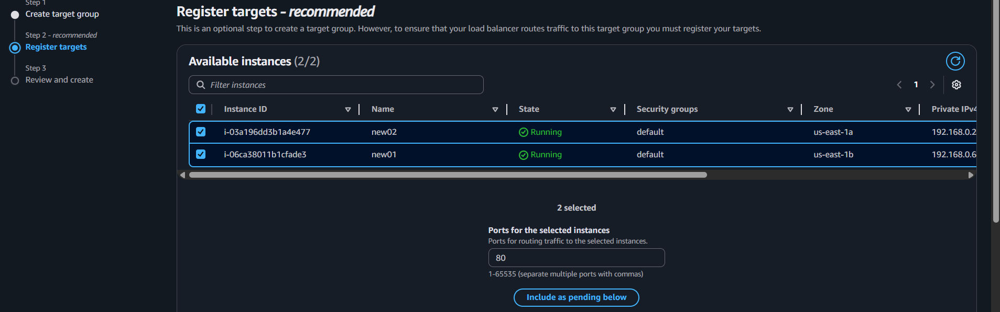 Step 1
Create target group
Step 2 - recommended
Register targets
Step 3
Review and create
Register targets - recommended
This is an optional step to create a target group. However, to ensure that your load balancer routes traffic to this target group you must register your targets.
Available instances (2/2)
Filter instances
1
Instance ID Name State Security groups Zone Private IPv4
i-03a196dd3b1a4e477 new02 Running default us-east-1a 192.168.0.2
i-06ca38011b1cfade3 new01 Running default us-east-1b 192.168.0.6
2 selected
Ports for the selected instances
Ports for routing traffic to the selected instances.
80
1-65535 (separate multiple ports with commas)
Include as pending below